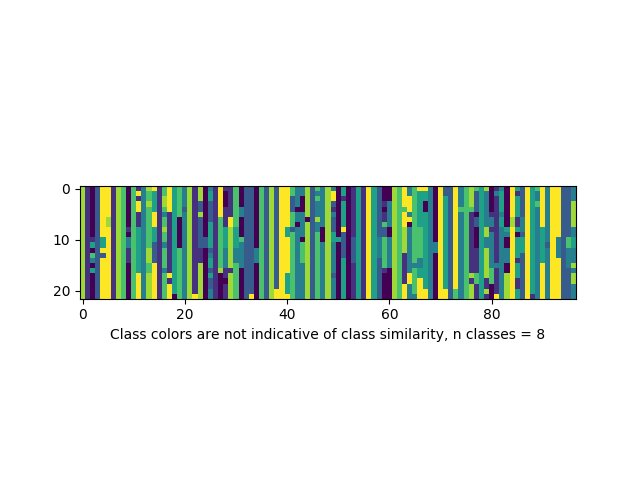 0
10
20
0 20 40 60 80
Class colors are not indicative of class similarity, n classes = 8